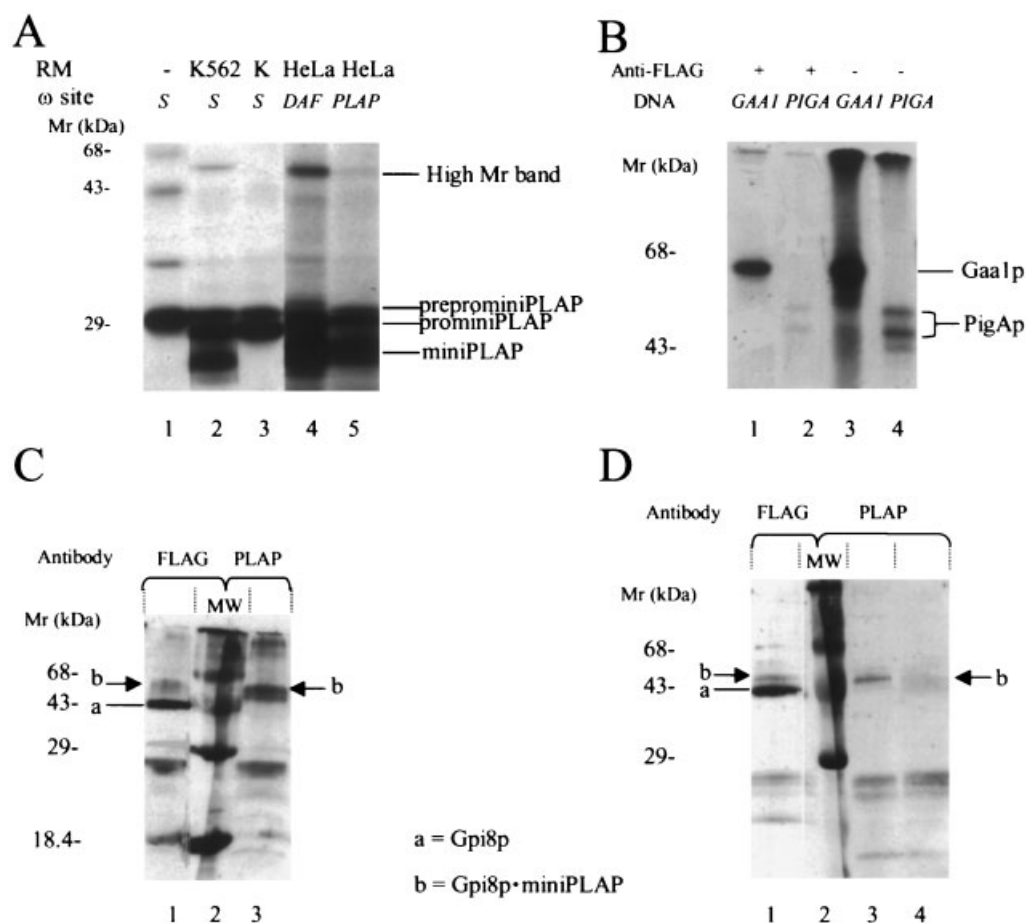 A
RM - K562 K HeLa HeLa
ω site S S S DAF PLAP
Mr (kDa)
68-
43-
29-
High Mr band
preprominiPLAP
prominiPLAP
miniPLAP
1 2 3 4 5
B
Anti-FLAG + + - -
DNA GAA1 PIGA GAA1 PIGA
Mr (kDa)
68-
43-
Gaa1p
PigAp
1 2 3 4
C
Antibody FLAG PLAP
MW
Mr (kDa)
68-
b
43-
a
b
29-
18.4-
1 2 3
a = Gpi8p
b = Gpi8p·miniPLAP
D
Antibody FLAG PLAP
MW
Mr (kDa)
68-
b
43-
a
b
29-
1 2 3 4